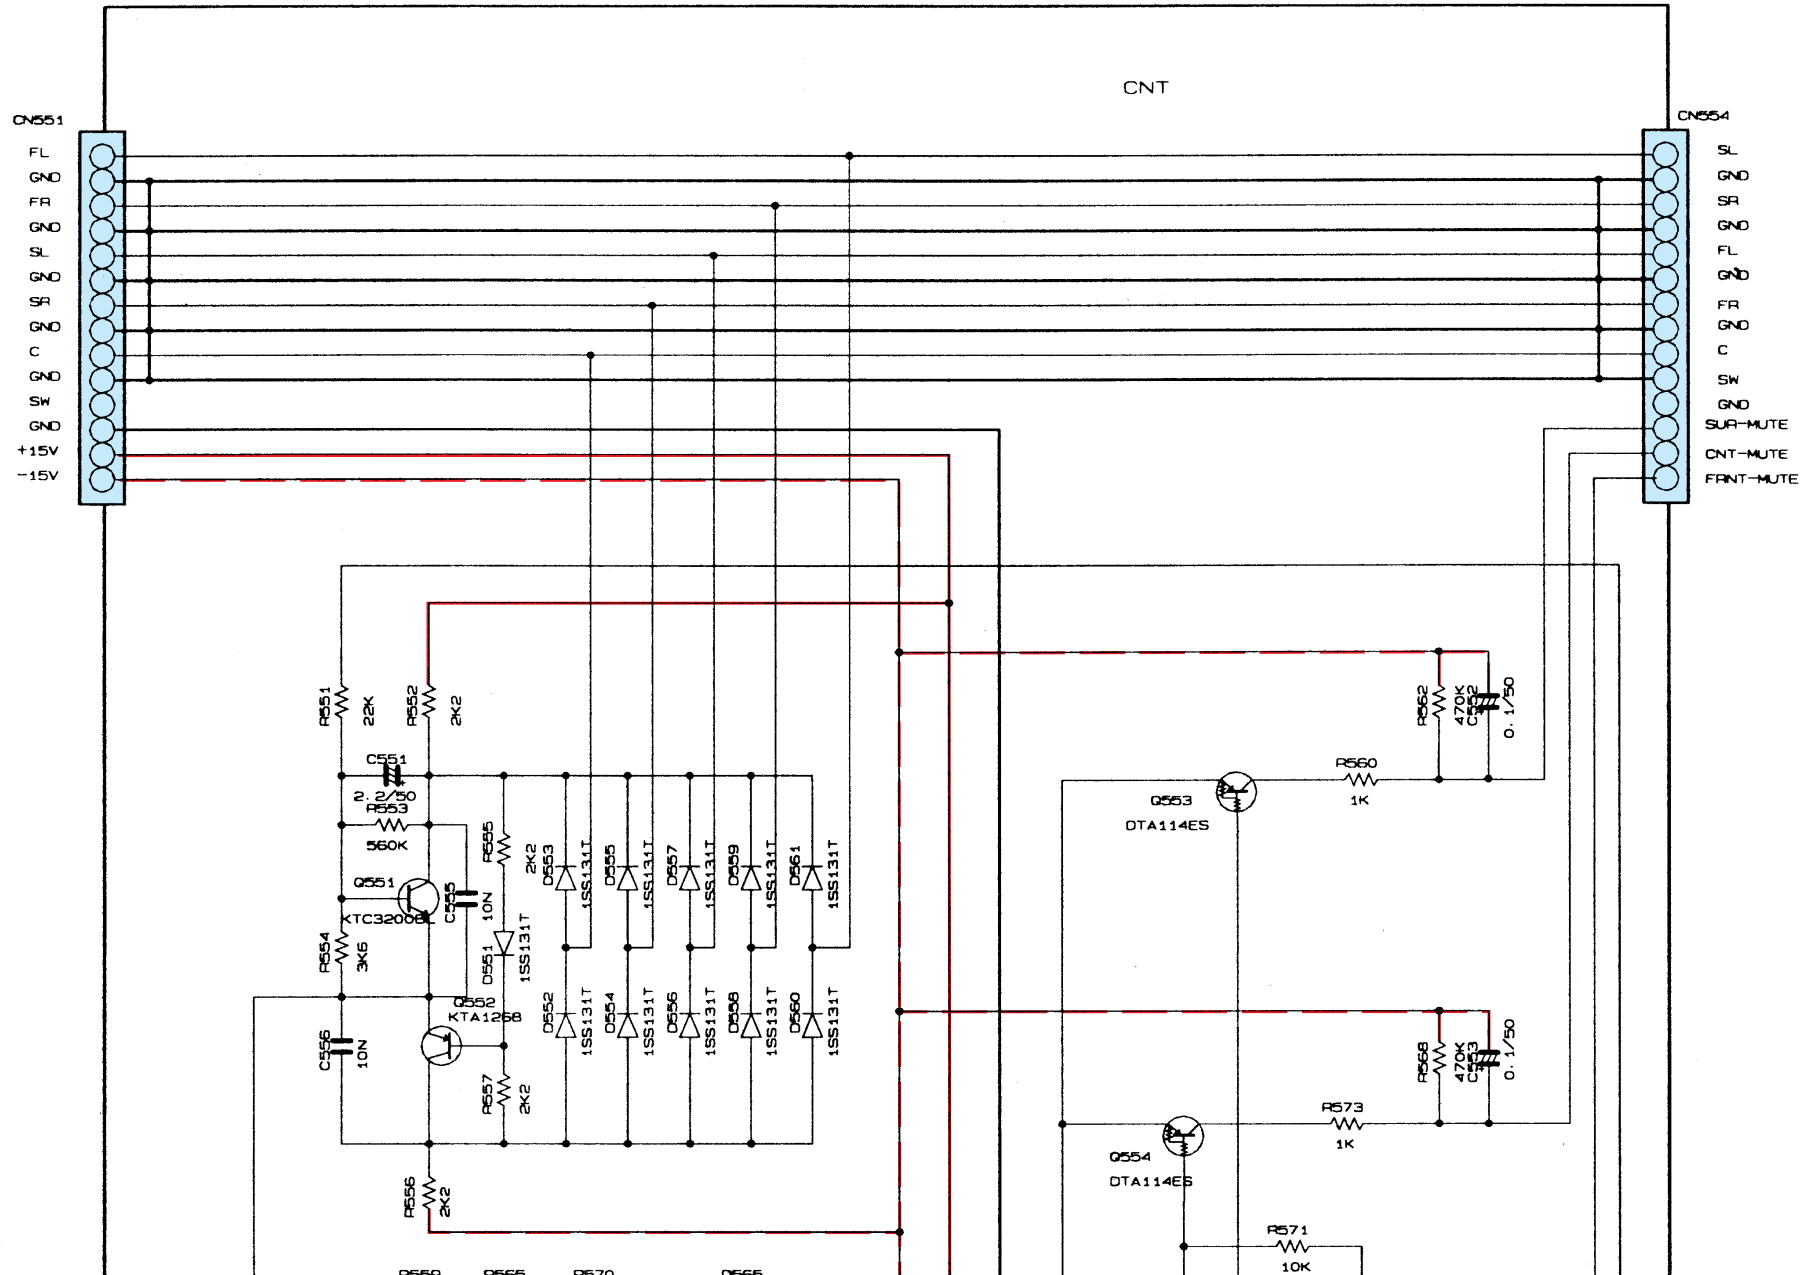 CNT
CN551
CN554
FL
GND
FR
GND
SL
GND
SR
GND
C
GND
SW
GND
+15V
-15V
SL
GND
SR
GND
FL
GND
FR
GND
C
SW
GND
SUR-MUTE
CNT-MUTE
FRNT-MUTE
R551
22K
R552
2K2
C551
2.2/50
R553
560K
Q551
KTC3200BL
C555
10N
R555
2K2
D551
1SS131T
R554
3K6
Q552
KTA1268
C556
10N
R557
2K2
R556
2K2
D553
1SS131T
D555
1SS131T
D557
1SS131T
D559
1SS131T
D561
1SS131T
D552
1SS131T
D554
1SS131T
D556
1SS131T
D558
1SS131T
D560
1SS131T
R562
470K
C552
0.1/50
R560
1K
Q553
DTA114ES
R568
470K
C553
0.1/50
R573
1K
Q554
DTA114ES
R571
10K
R570
D565